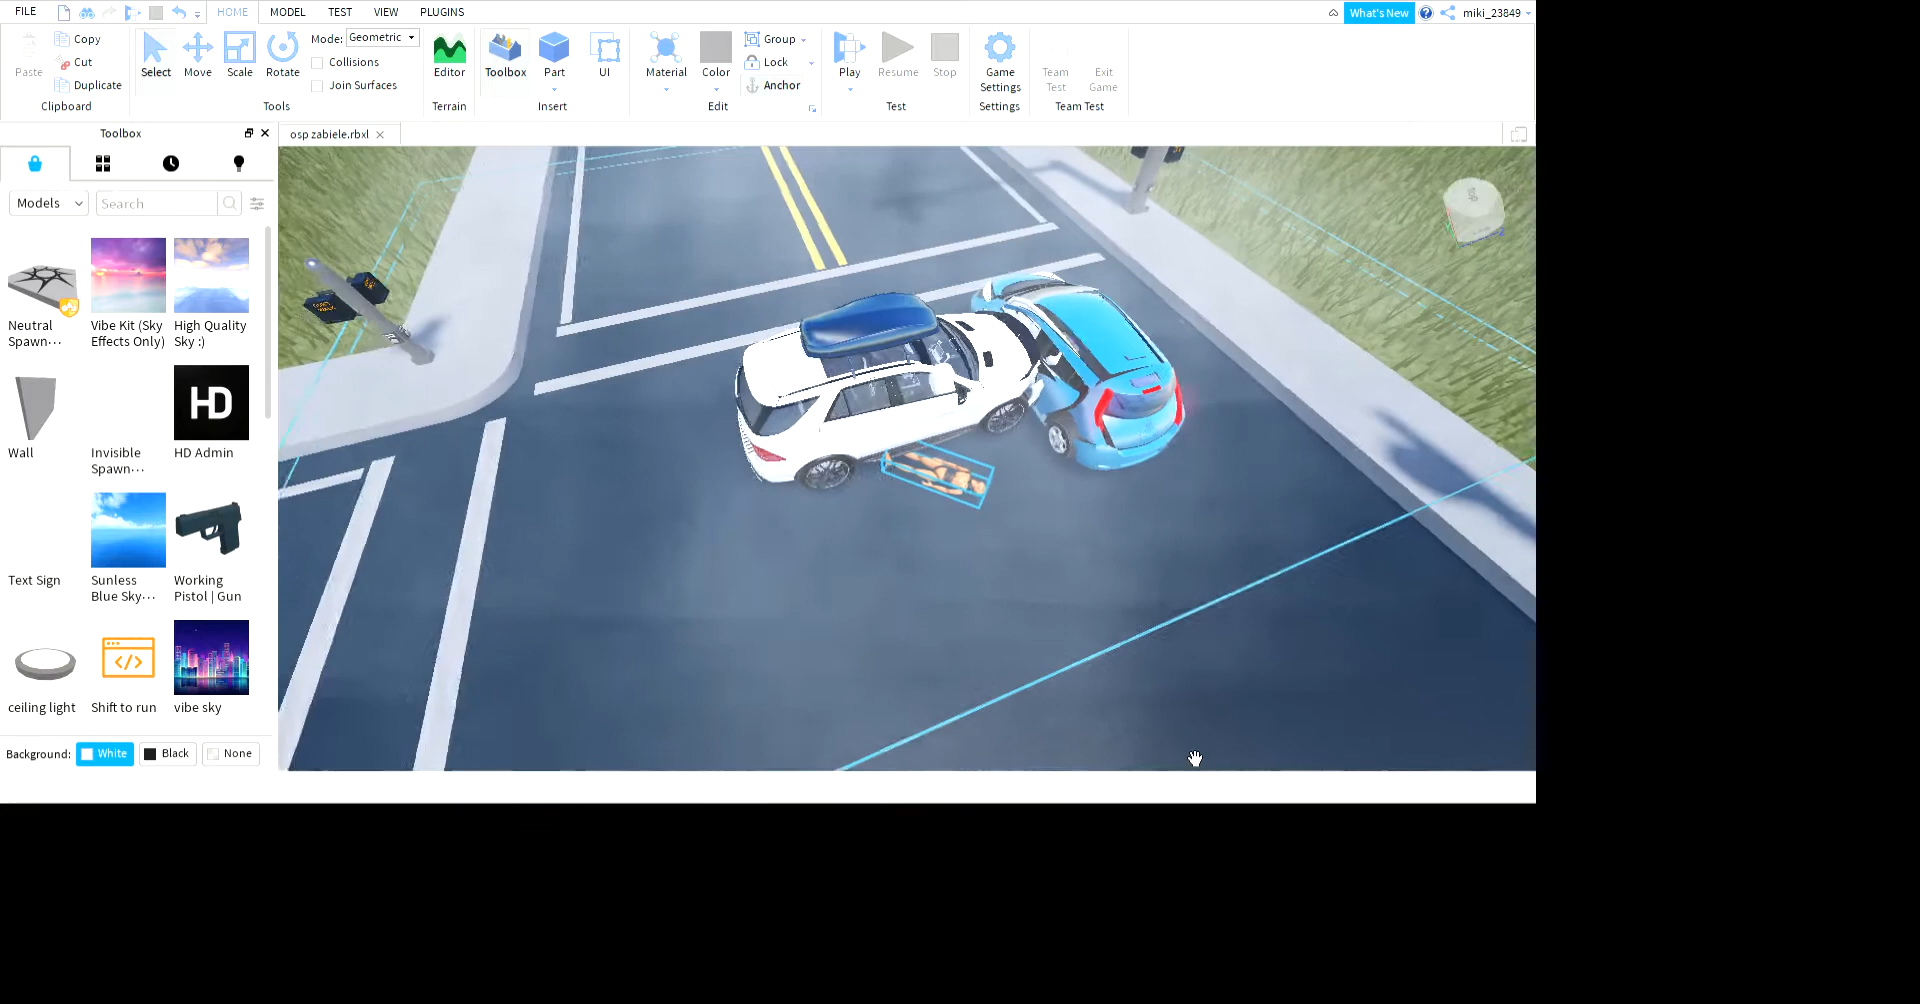 FILE
HOME
MODEL
TEST
VIEW
PLUGINS
What's New
miki_23849
Paste
Copy
Cut
Duplicate
Clipboard
Select
Move
Scale
Rotate
Mode: Geometric
Collisions
Join Surfaces
Tools
Editor
Terrain
Toolbox
Part
UI
Insert
Material
Color
Group
Lock
Anchor
Edit
Play
Resume
Stop
Test
Game
Settings
Settings
Team
Test
Exit
Game
Team Test
Toolbox
osp zabiele.rbxl
Models
Search
Neutral
Spawn...
Vibe Kit (Sky
Effects Only)
High Quality
Sky :)
HD
Wall
Invisible
Spawn...
HD Admin
Text Sign
Sunless
Blue Sky...
Working
Pistol | Gun
ceiling light
Shift to run
vibe sky
Background:
White
Black
None